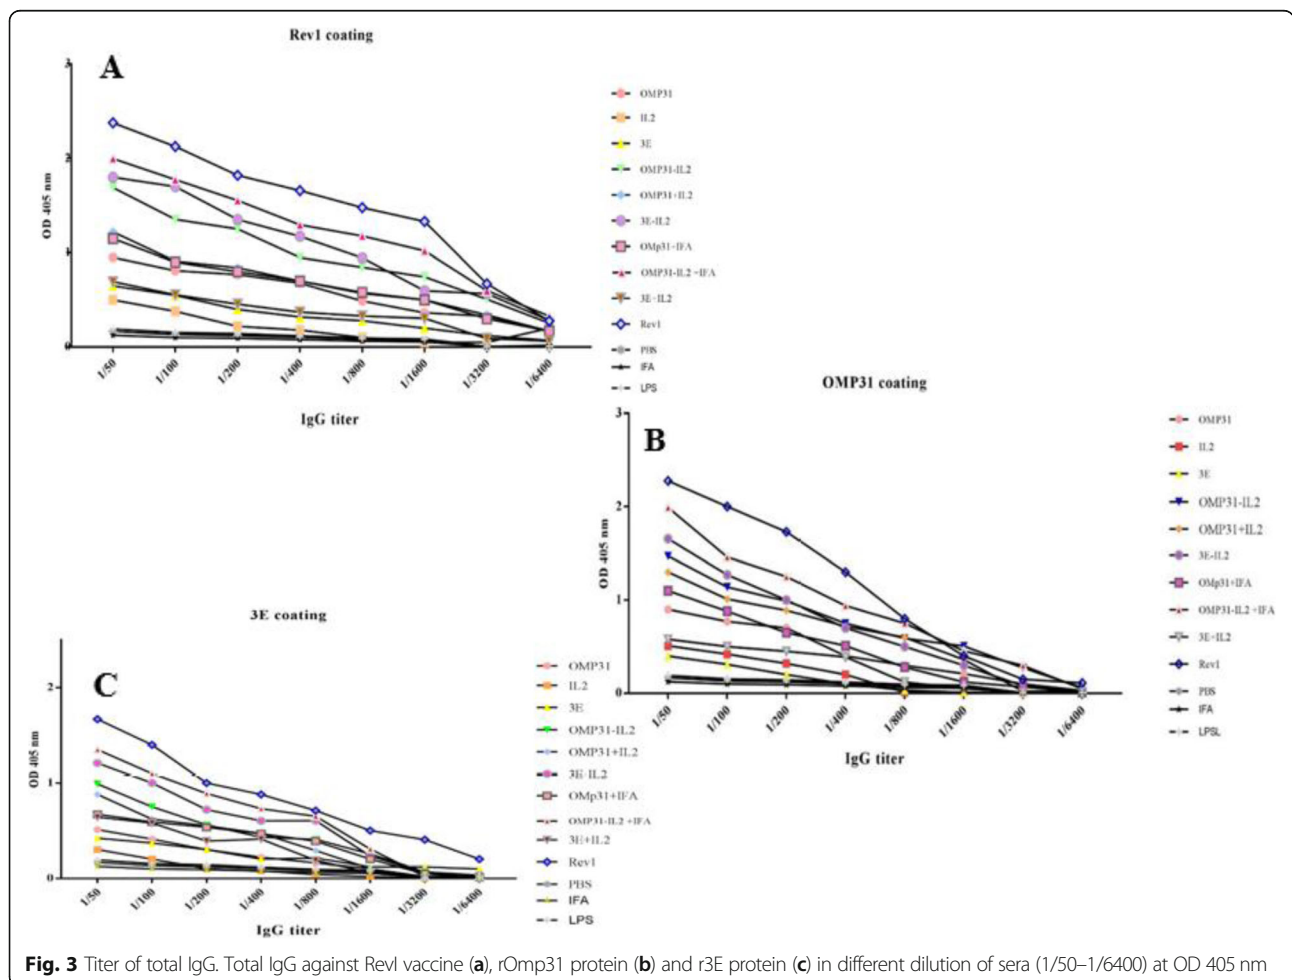 Rev1 coating
A
3
2
1
0
OD 405 nm
1/50
1/100
1/200
1/400
1/800
1/1600
1/3200
1/6400
IgG titer
OMP31
IL2
3E
OMP31-IL2
OMP31+IL2
3E-IL2
OMp31+IFA
OMP31-IL2 +IFA
3E+IL2
Rev1
PBS
IFA
LPS
OMP31 coating
B
3
2
1
0
OD 405 nm
1/50
1/100
1/200
1/400
1/800
1/1600
1/3200
1/6400
IgG titer
OMP31
IL2
3E
OMP31-IL2
OMP31+IL2
3E-IL2
OMp31+IFA
OMP31-IL2 +IFA
3E+IL2
Rev1
PBS
IFA
LPSL
3E coating
C
2
1
0
OD 405 nm
1/50
1/100
1/200
1/400
1/800
1/1600
1/3200
1/6400
IgG titer
OMP31
IL2
3E
OMP31-IL2
OMP31+IL2
3E-IL2
OMp31+IFA
OMP31-IL2 +IFA
3E+IL2
Rev1
PBS
IFA
LPS
Fig. 3 Titer of total IgG. Total IgG against RevI vaccine (a), rOmp31 protein (b) and r3E protein (c) in different dilution of sera (1/50–1/6400) at OD 405 nm